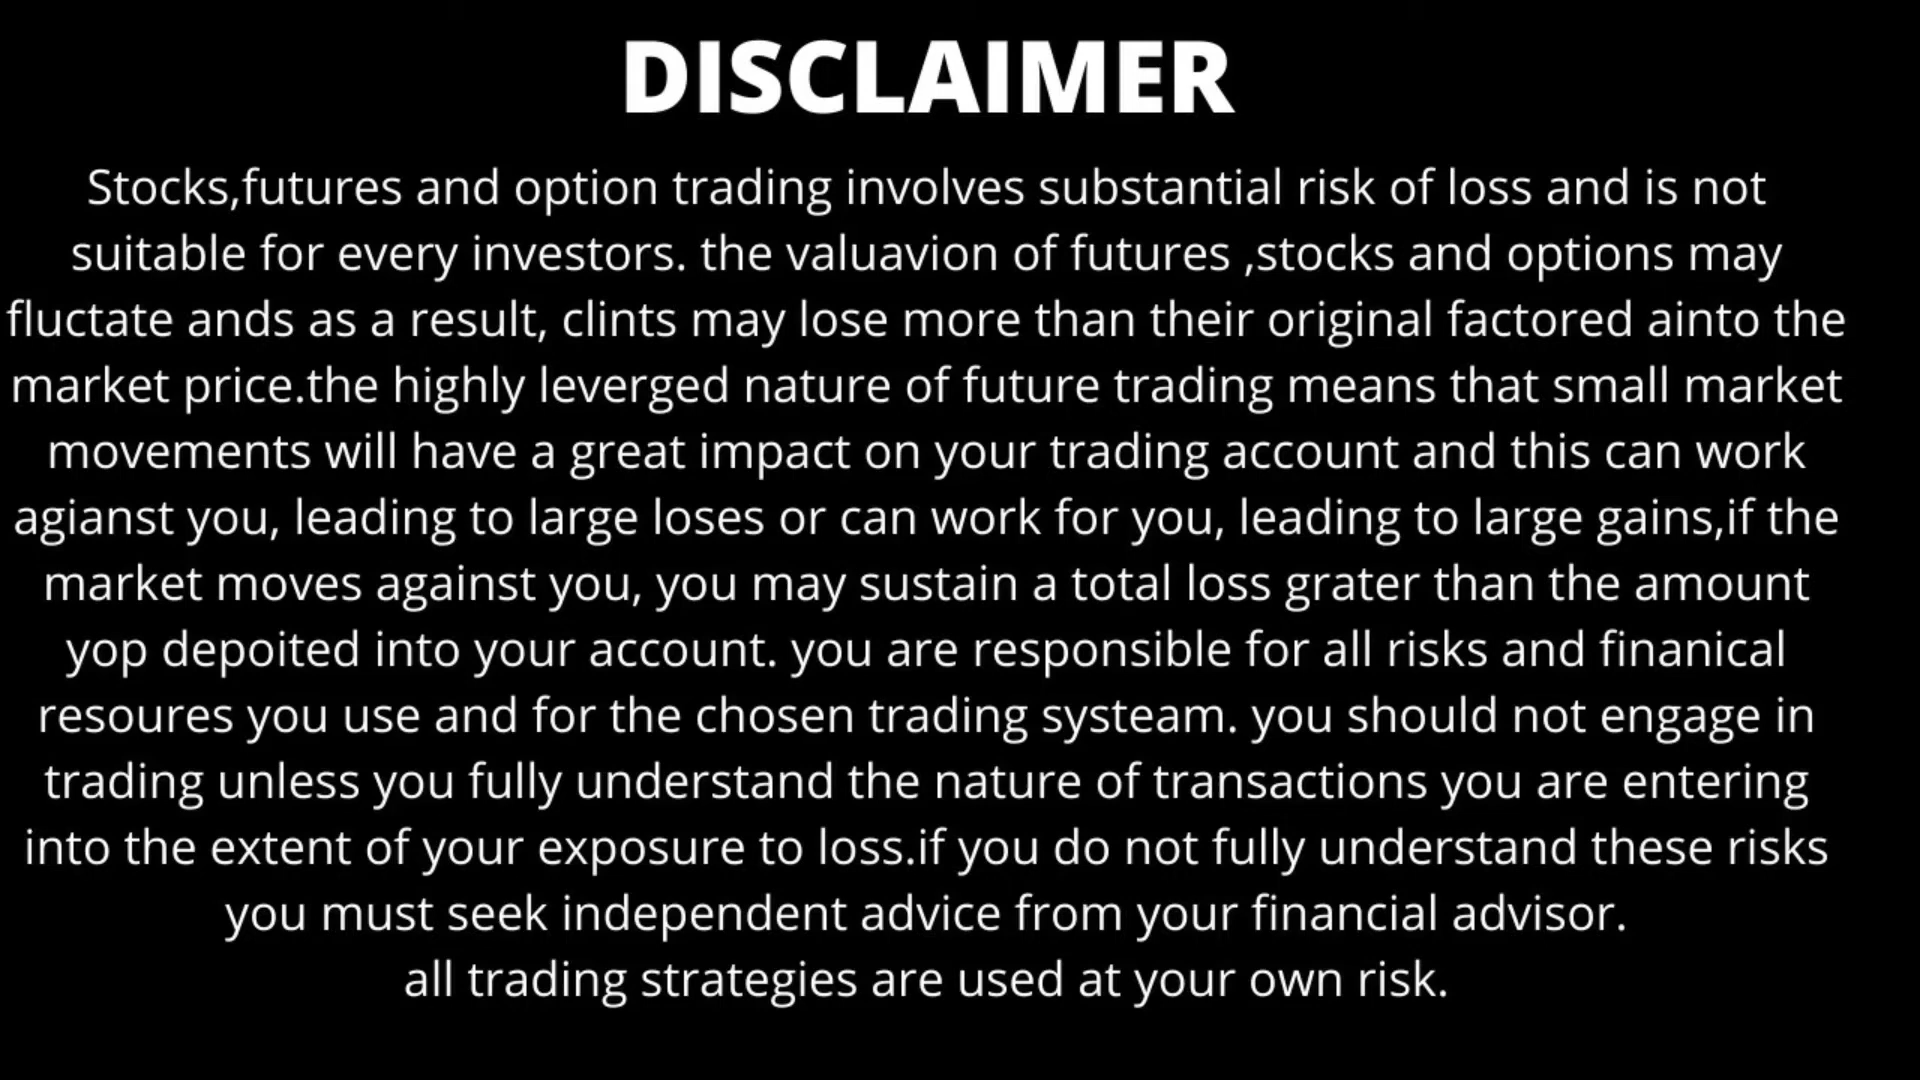 DISCLAIMER
Stocks,futures and option trading involves substantial risk of loss and is not
suitable for every investors. the valuavion of futures ,stocks and options may
fluctate ands as a result, clints may lose more than their original factored ainto the
market price.the highly leverged nature of future trading means that small market
movements will have a great impact on your trading account and this can work
agianst you, leading to large loses or can work for you, leading to large gains,if the
market moves against you, you may sustain a total loss grater than the amount
yop depoited into your account. you are responsible for all risks and finanical
resoures you use and for the chosen trading systeam. you should not engage in
trading unless you fully understand the nature of transactions you are entering
into the extent of your exposure to loss.if you do not fully understand these risks
you must seek independent advice from your financial advisor.
all trading strategies are used at your own risk.